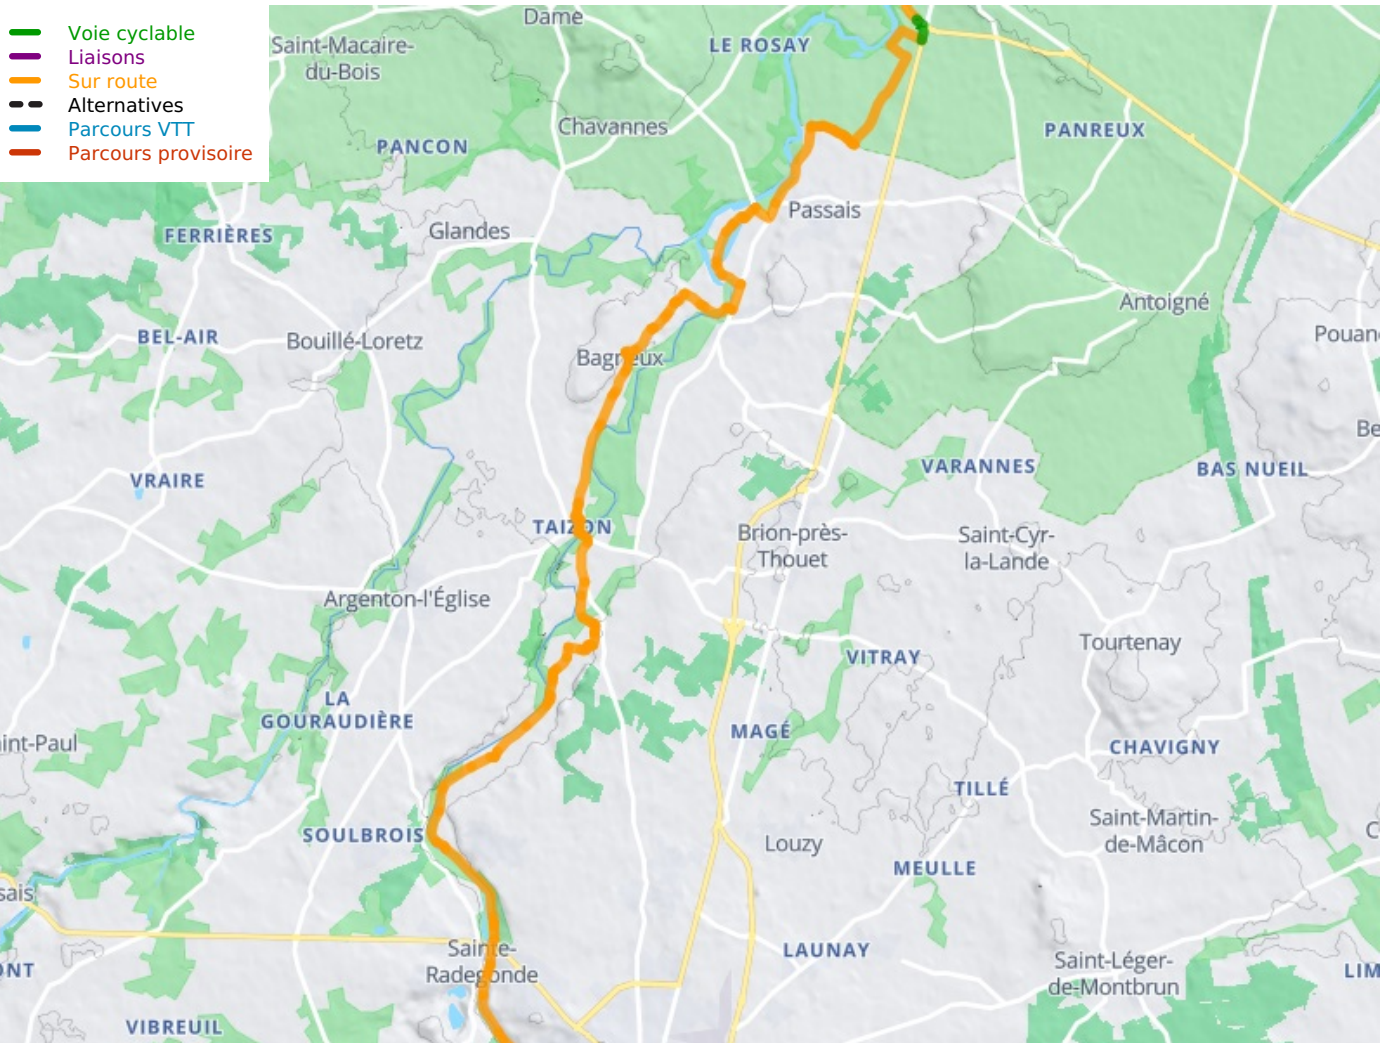 Voie cyclable
Liaisons
Sur route
Alternatives
Parcours VTT
Parcours provisoire
Dame
Saint-Macaire-
du-Bois
LE ROSAY
Chavannes
PANCON
PANREUX
Passais
Glandes
FERRIÈRES
Antoigné
BEL-AIR
Bouillé-Loretz
Bagneux
Pouan
Be
VRAIRE
VARANNES
BAS NUEIL
TAIZON
Brion-près-
Thouet
Saint-Cyr-
la-Lande
Argenton-l'Église
Tourtenay
VITRAY
LA
GOURAUDIÈRE
int-Paul
MAGÉ
CHAVIGNY
TILLÉ
SOULBROIS
Louzy
Saint-Martin-
de-Mâcon
C
MEULLE
sais
Sainte-
Radegonde
LAUNAY
Saint-Léger-
de-Montbrun
ONT
LIM
VIBREUIL